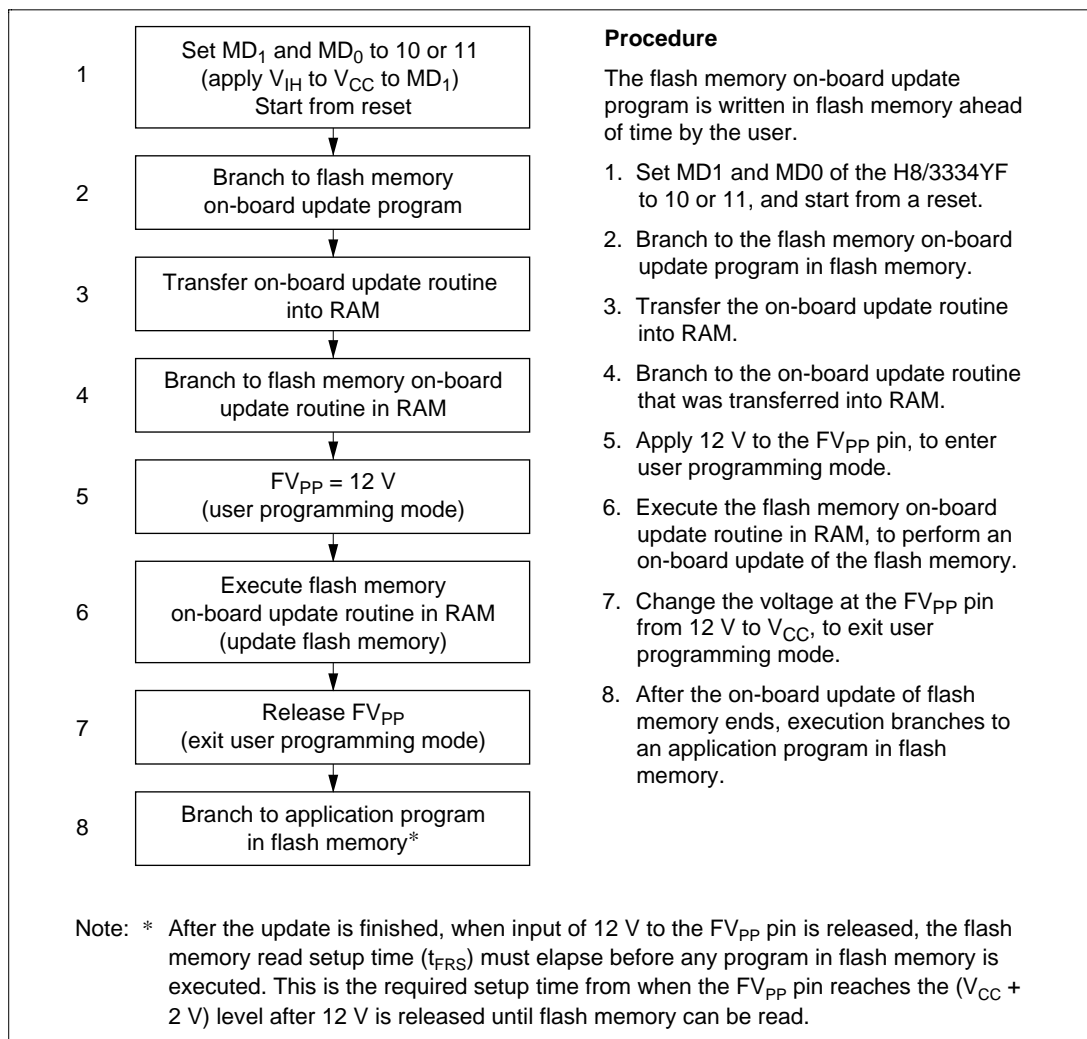 1
Set MD1 and MD0 to 10 or 11
(apply VIH to VCC to MD1)
Start from reset
2
Branch to flash memory
on-board update program
3
Transfer on-board update routine
into RAM
4
Branch to flash memory on-board
update routine in RAM
5
FVPP = 12 V
(user programming mode)
6
Execute flash memory
on-board update routine in RAM
(update flash memory)
7
Release FVPP
(exit user programming mode)
8
Branch to application program
in flash memory*
Procedure
The flash memory on-board update
program is written in flash memory ahead
of time by the user.
1. Set MD1 and MD0 of the H8/3334YF
to 10 or 11, and start from a reset.
2. Branch to the flash memory on-board
update program in flash memory.
3. Transfer the on-board update routine
into RAM.
4. Branch to the on-board update routine
that was transferred into RAM.
5. Apply 12 V to the FVPP pin, to enter
user programming mode.
6. Execute the flash memory on-board
update routine in RAM, to perform an
on-board update of the flash memory.
7. Change the voltage at the FVPP pin
from 12 V to VCC, to exit user
programming mode.
8. After the on-board update of flash
memory ends, execution branches to
an application program in flash
memory.
Note: * After the update is finished, when input of 12 V to the FVPP pin is released, the flash
memory read setup time (tFRS) must elapse before any program in flash memory is
executed. This is the required setup time from when the FVPP pin reaches the (VCC +
2 V) level after 12 V is released until flash memory can be read.